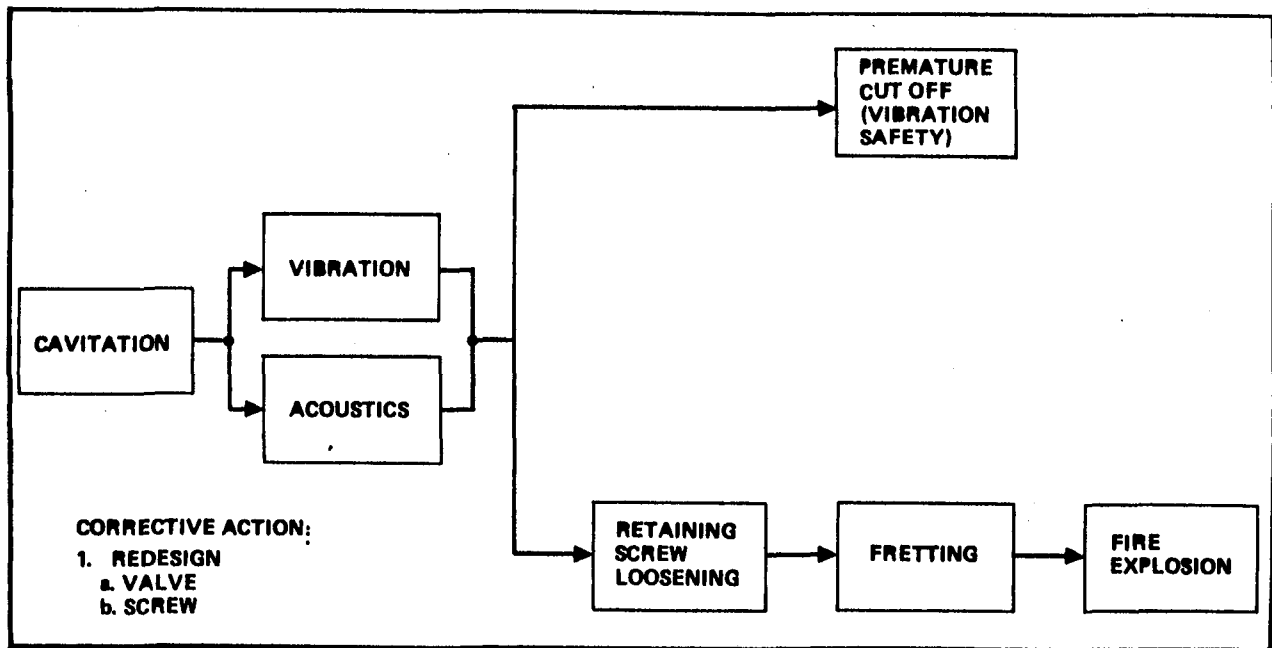 PREMATURE
CUT OFF
(VIBRATION
SAFETY)
VIBRATION
CAVITATION
ACOUSTICS
CORRECTIVE ACTION:
1. REDESIGN
a. VALVE
b. SCREW
RETAINING
SCREW
LOOSENING
FRETTING
FIRE
EXPLOSION